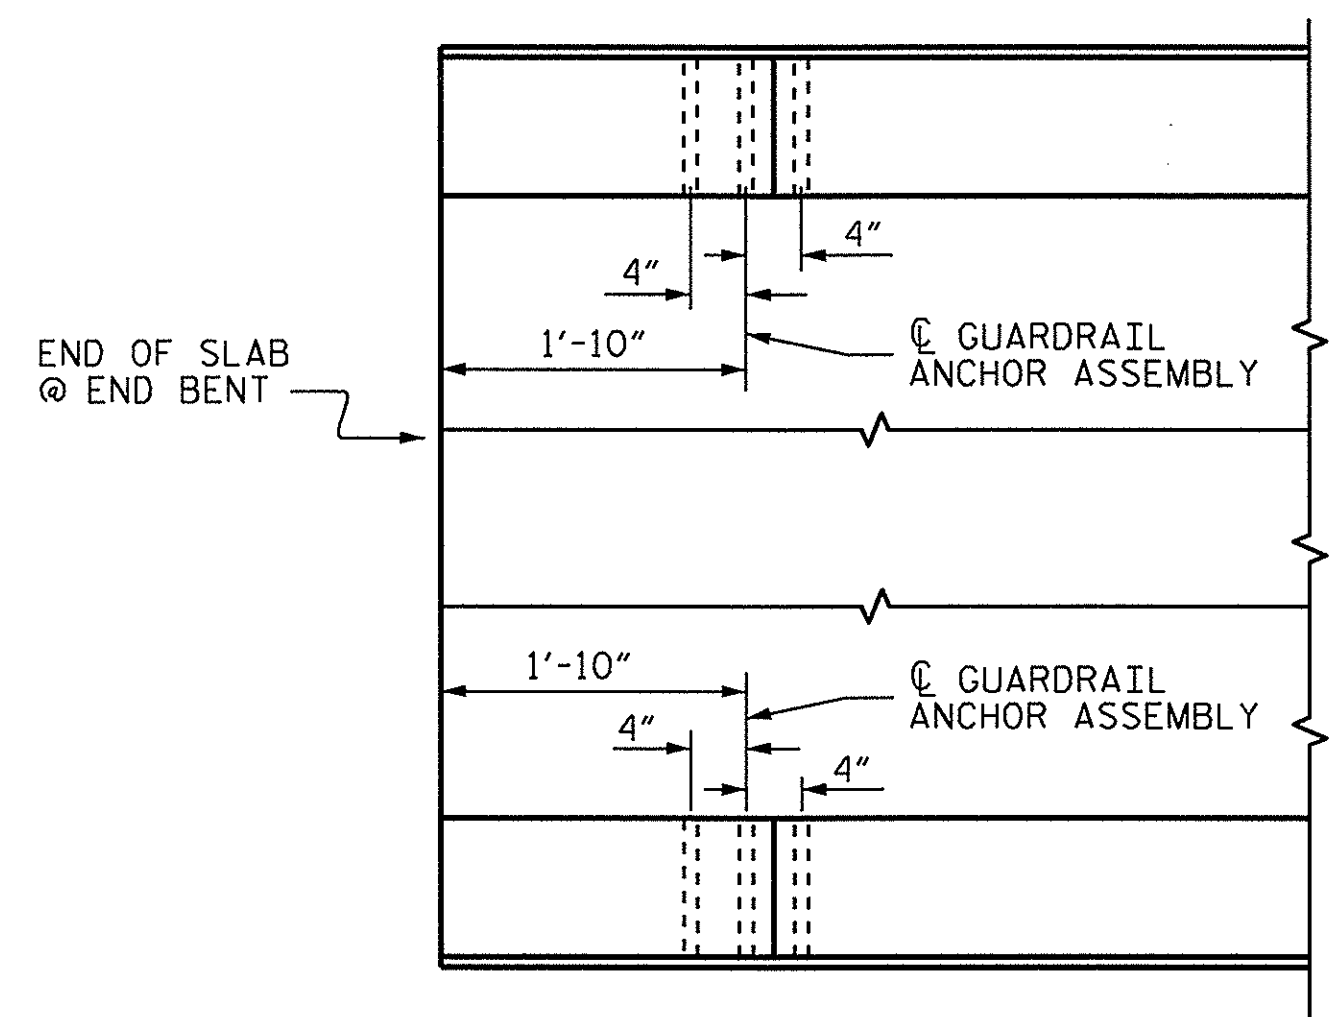 4"
4"
1'-10"
℄ GUARDRAIL
ANCHOR ASSEMBLY
END OF SLAB
@ END BENT
1'-10"
℄ GUARDRAIL
ANCHOR ASSEMBLY
4"
4"